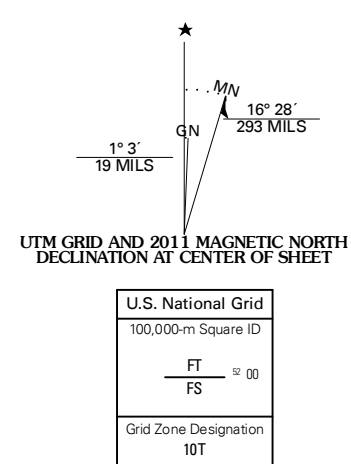 ★
MN
GN
16° 28´
293 MILS
1° 3´
19 MILS
UTM GRID AND 2011 MAGNETIC NORTH
DECLINATION AT CENTER OF SHEET
U.S. National Grid
100,000-m Square ID
FT
FS
52 00
Grid Zone Designation
10T